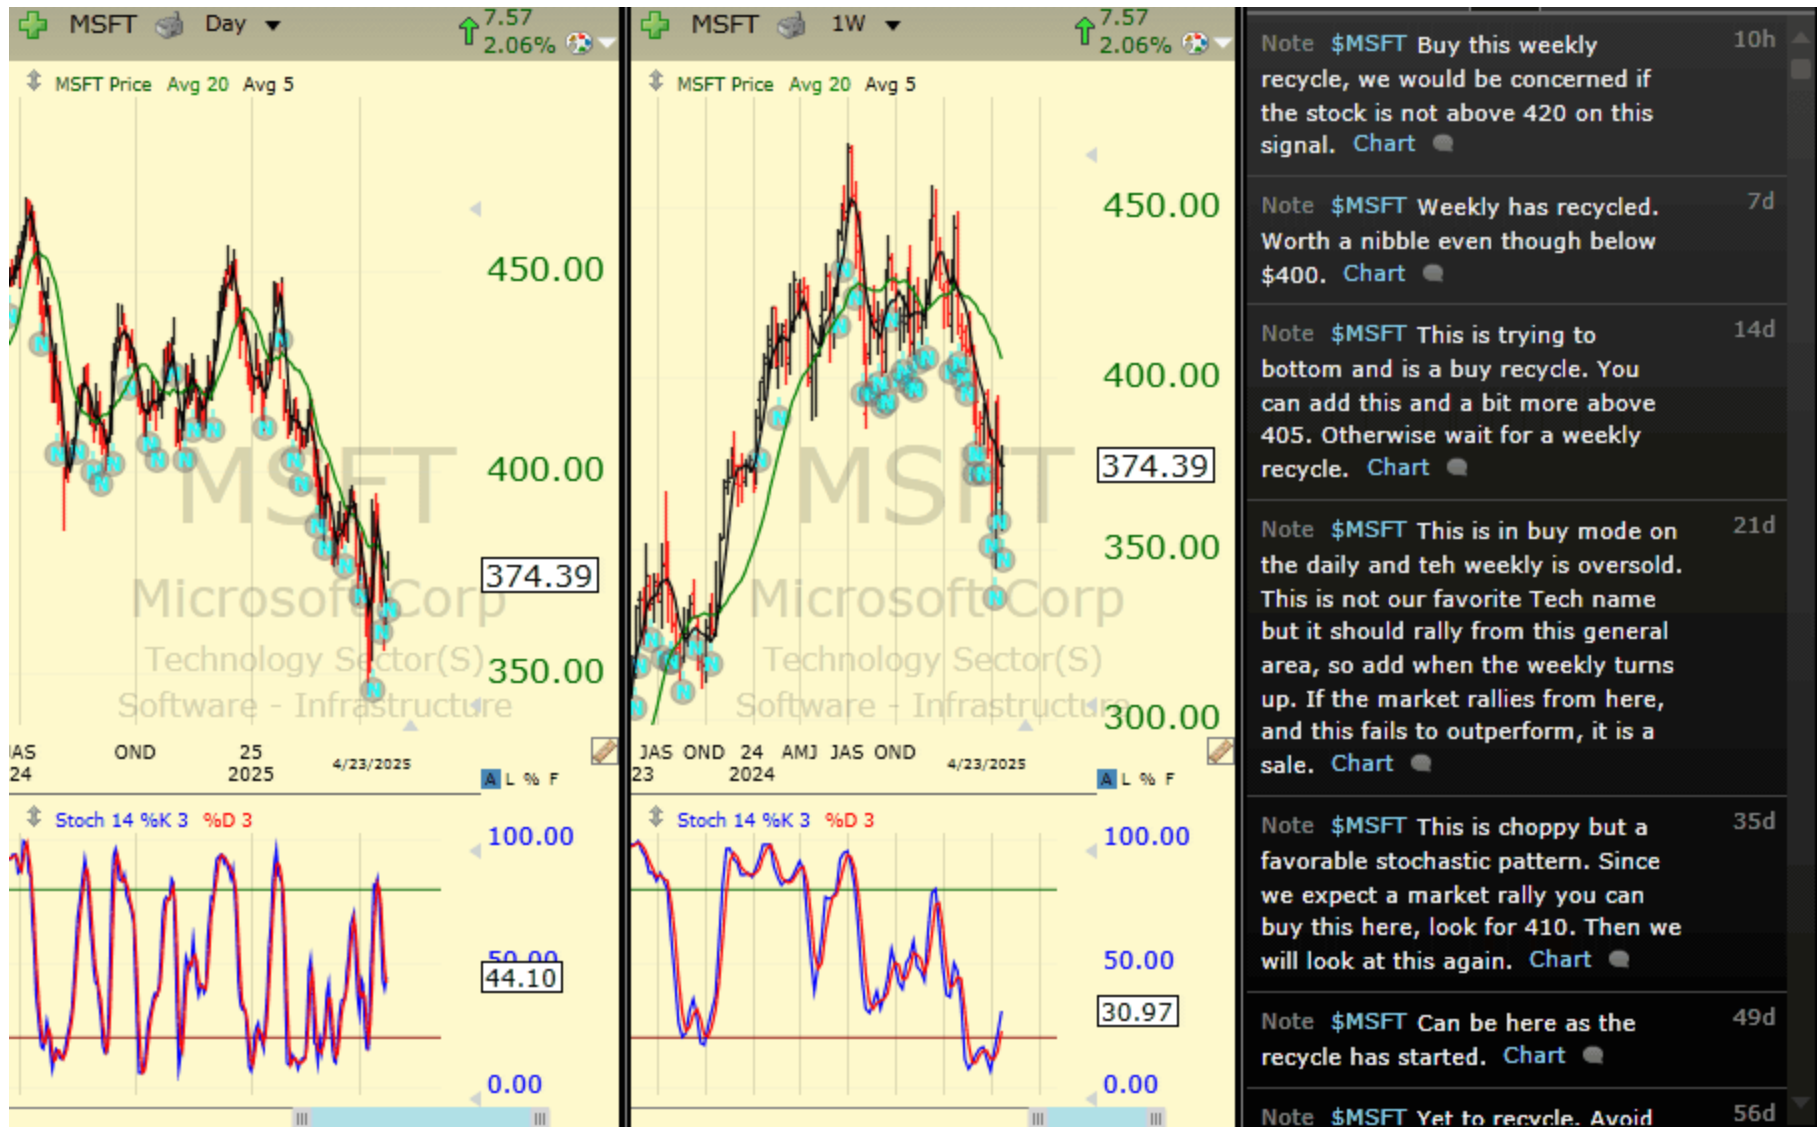 MSFT Day 7.57
2.06%
MSFT Price Avg 20 Avg 5
450.00
400.00
374.39
350.00
MSFT
Microsoft Corp
Technology Sector(S)
Software - Infrastructure
JAS OND 25
24 2025 4/23/2025
A L % F
Stoch 14 %K 3 %D 3
100.00
50.00
44.10
0.00
MSFT 1W 7.57
2.06%
MSFT Price Avg 20 Avg 5
450.00
400.00
374.39
350.00
300.00
MSFT
Microsoft Corp
Technology Sector(S)
Software - Infrastructure
JAS OND 24 AMJ JAS OND
23 2024 4/23/2025
A L % F
Stoch 14 %K 3 %D 3
100.00
50.00
30.97
0.00
Note $MSFT Buy this weekly 10h
recycle, we would be concerned if
the stock is not above 420 on this
signal. Chart
Note $MSFT Weekly has recycled. 7d
Worth a nibble even though below
$400. Chart
Note $MSFT This is trying to 14d
bottom and is a buy recycle. You
can add this and a bit more above
405. Otherwise wait for a weekly
recycle. Chart
Note $MSFT This is in buy mode on 21d
the daily and teh weekly is oversold.
This is not our favorite Tech name
but it should rally from this general
area, so add when the weekly turns
up. If the market rallies from here,
and this fails to outperform, it is a
sale. Chart
Note $MSFT This is choppy but a 35d
favorable stochastic pattern. Since
we expect a market rally you can
buy this here, look for 410. Then we
will look at this again. Chart
Note $MSFT Can be here as the 49d
recycle has started. Chart
Note $MSFT Yet to recycle. Avoid 56d